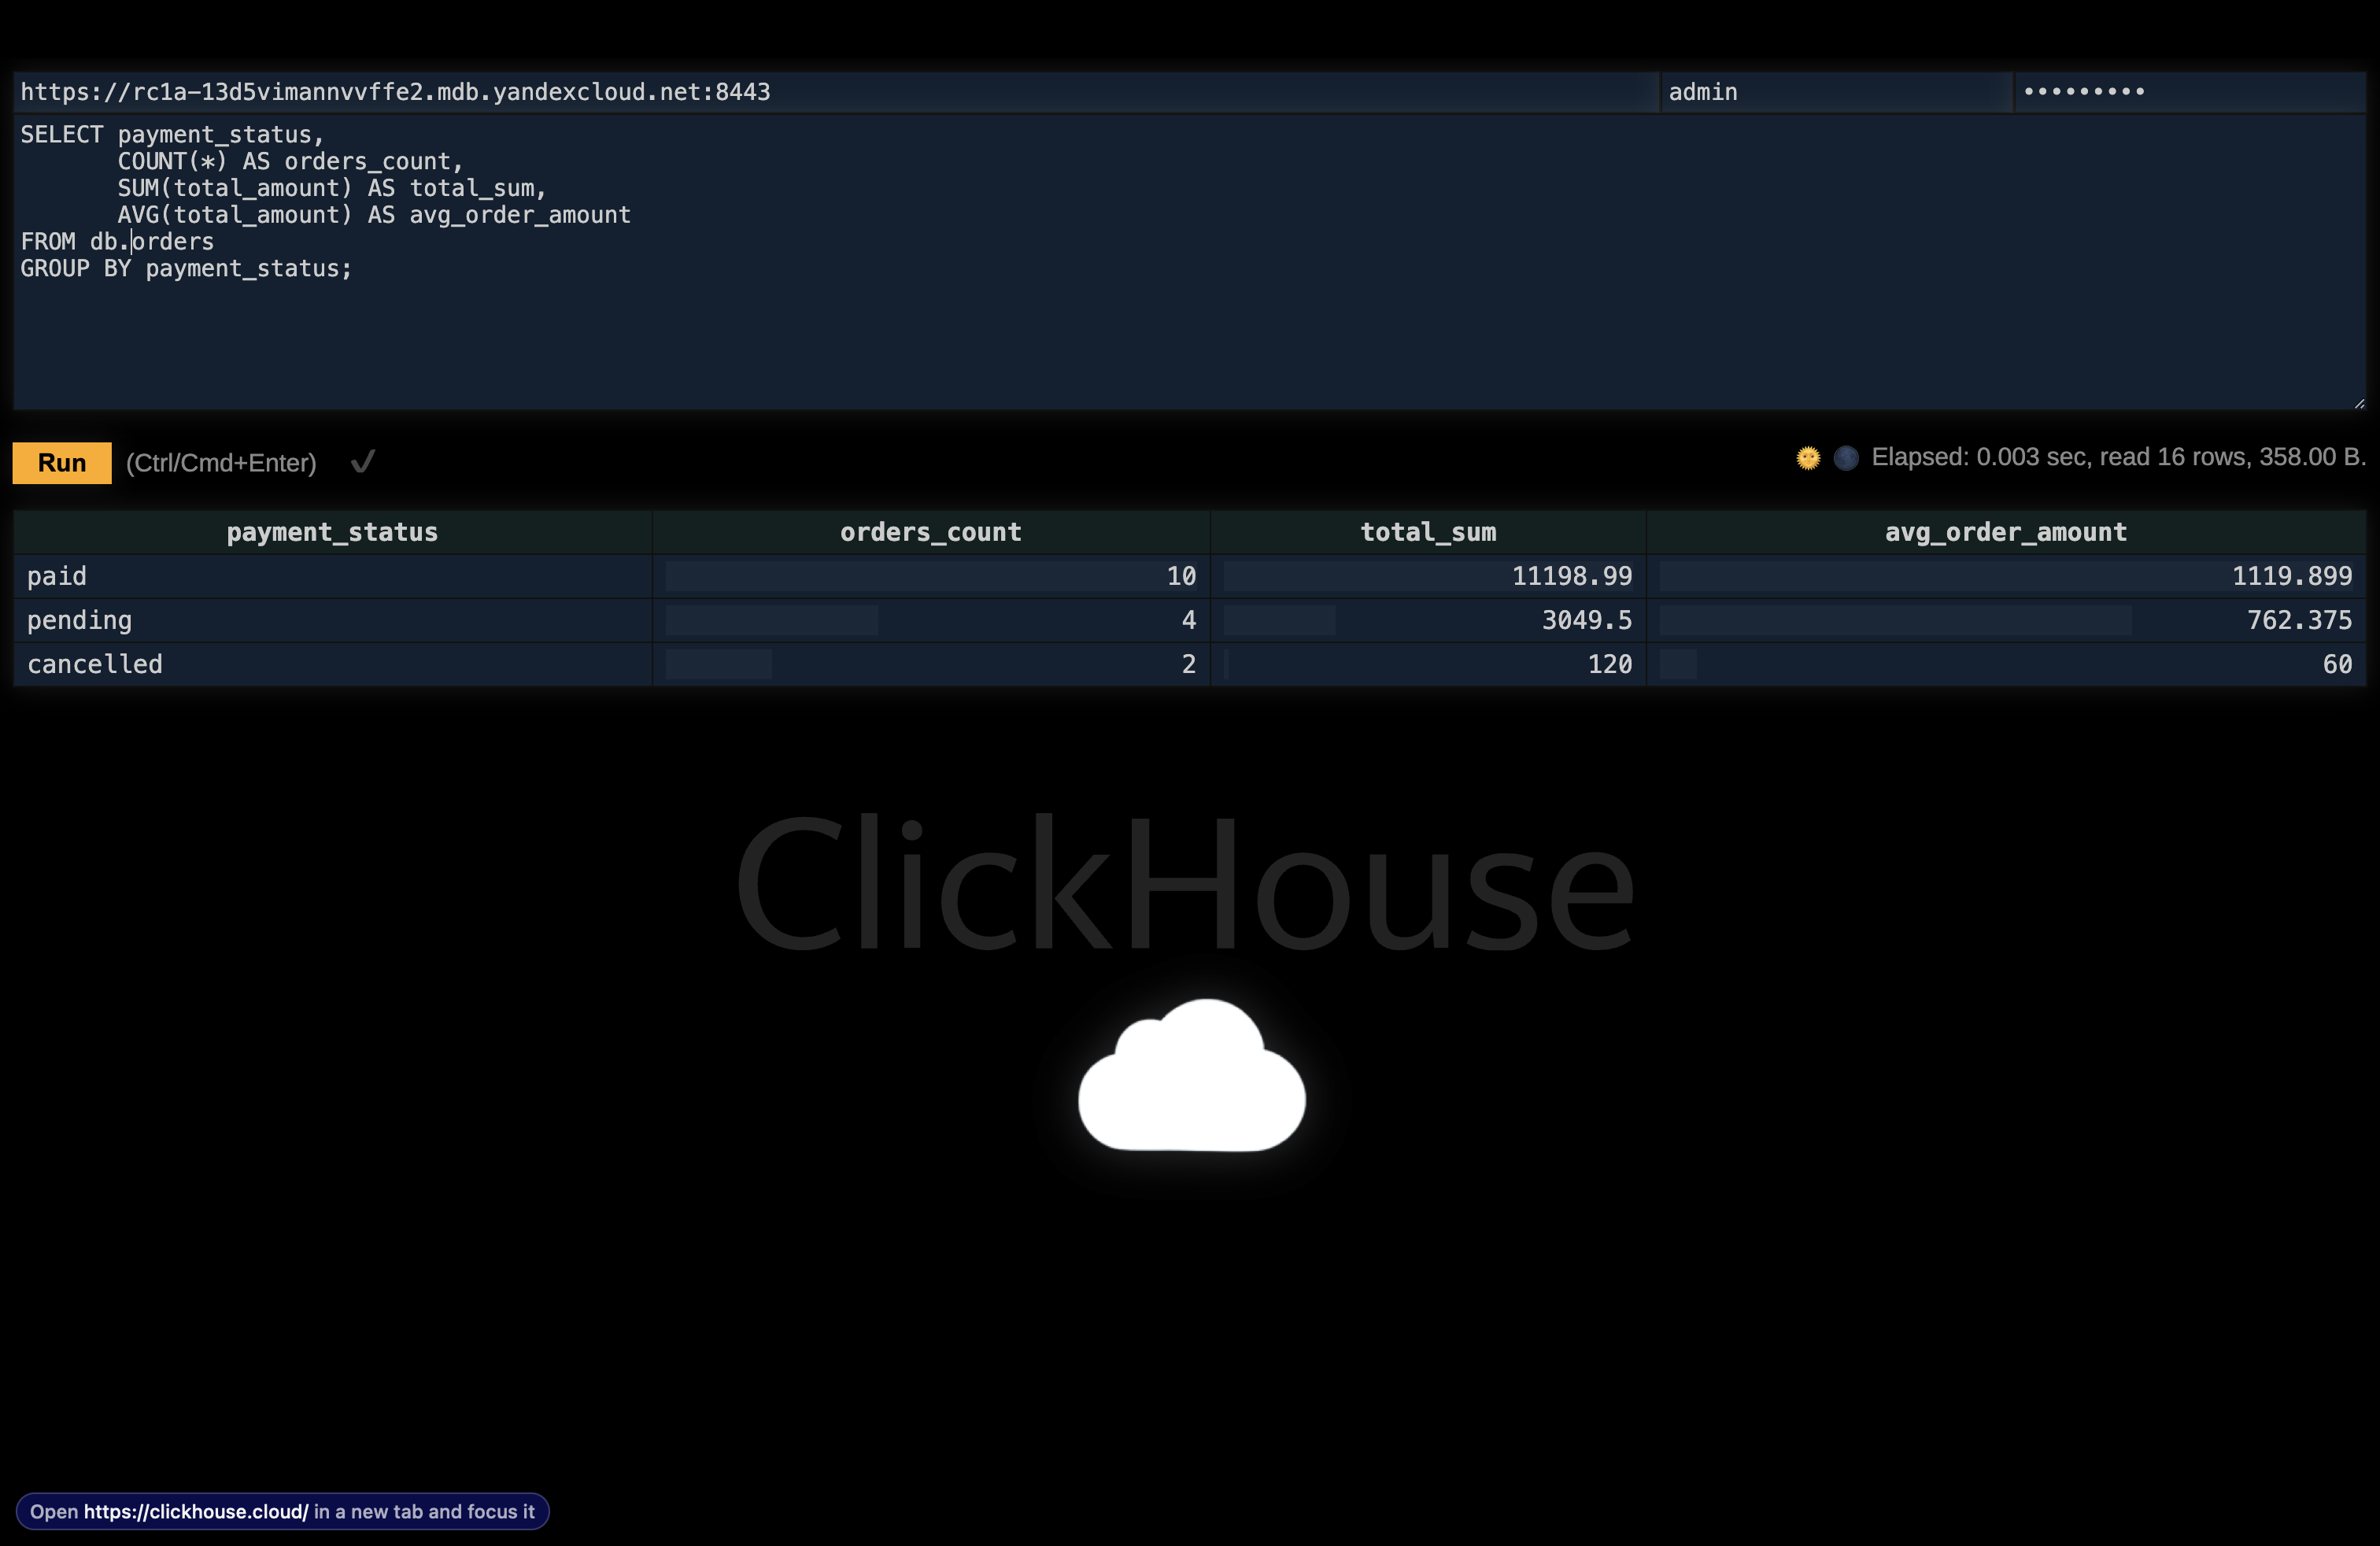 https://rc1a-13d5vimannvvffe2.mdb.yandexcloud.net:8443 admin •••••••••
SELECT payment_status,
       COUNT(*) AS orders_count,
       SUM(total_amount) AS total_sum,
       AVG(total_amount) AS avg_order_amount
FROM db.orders
GROUP BY payment_status;
Run (Ctrl/Cmd+Enter) ✔ 🌞 🌑 Elapsed: 0.003 sec, read 16 rows, 358.00 B.
payment_status orders_count total_sum avg_order_amount
paid 10 11198.99 1119.899
pending 4 3049.5 762.375
cancelled 2 120 60
ClickHouse
Open https://clickhouse.cloud/ in a new tab and focus it